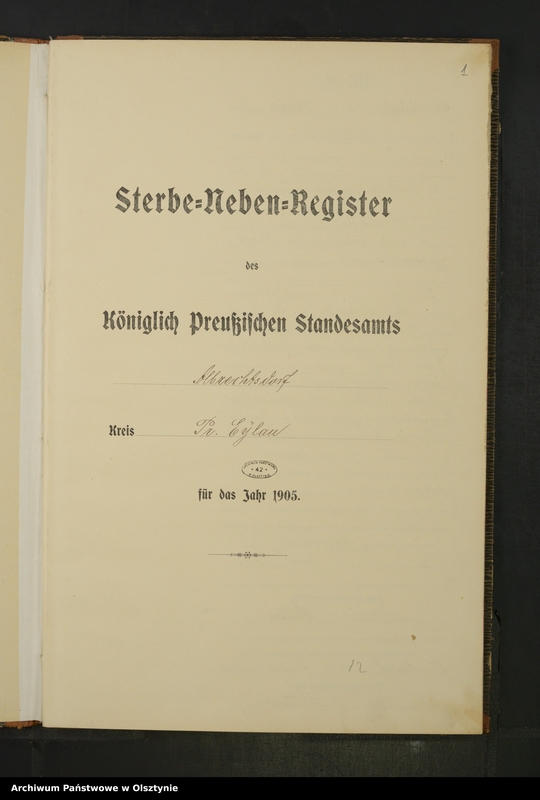 1
Sterbe=Neben=Register
des
Königlich Preußischen Standesamts
Albrechtsdorf
Kreis Pr. Eylau
42
für das Jahr 1905.
12
Archiwum Państwowe w Olsztynie